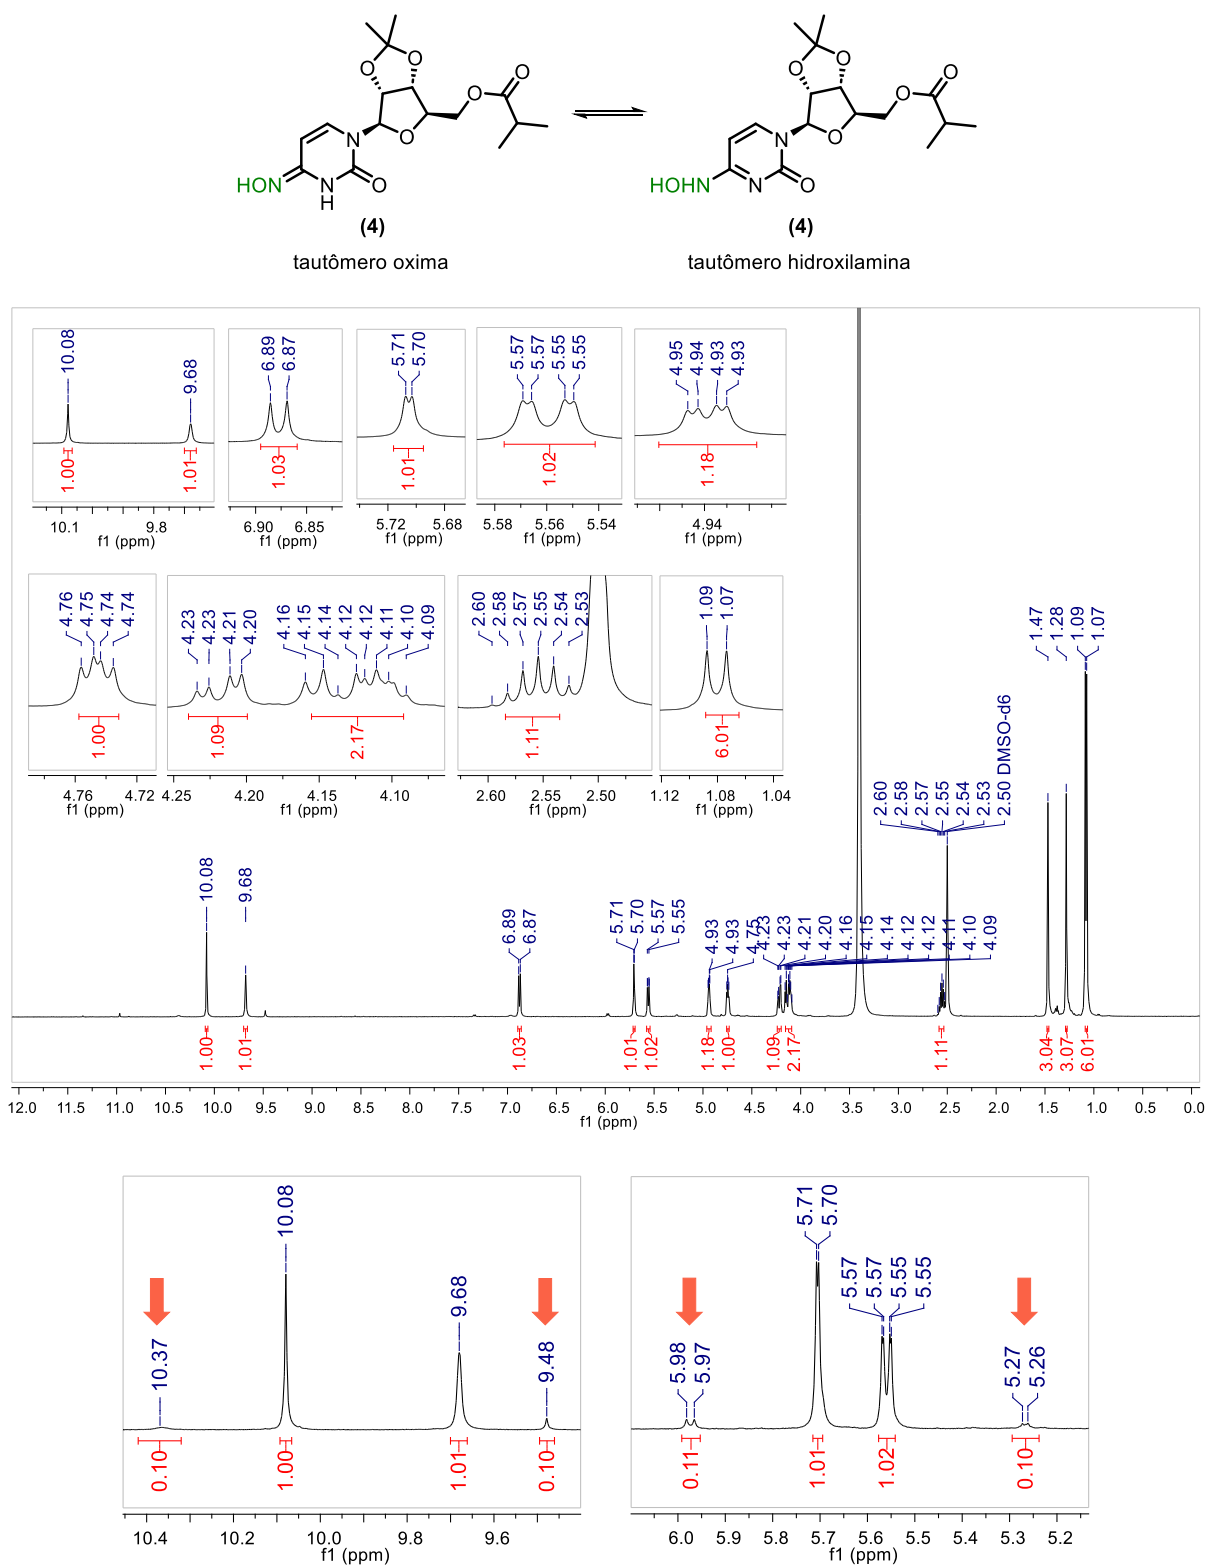 O O O O
O O
N O N O
HON N O HOHN N O
H
(4) (4)
tautômero oxima tautômero hidroxilamina
10.08 9.68
1.00 1.01
10.1 9.8
f1 (ppm)
6.89 6.87
1.03
6.90 6.85
f1 (ppm)
5.71 5.70
1.01
5.72 5.68
f1 (ppm)
5.57 5.57 5.55 5.55
1.02
5.58 5.56 5.54
f1 (ppm)
4.95 4.94 4.93 4.93
1.18
4.94
f1 (ppm)
4.76 4.75 4.74 4.74
1.00
4.76 4.72
f1 (ppm)
4.23 4.23 4.21 4.20 4.16 4.15 4.14 4.12 4.12 4.11 4.10 4.09
1.09 2.17
4.25 4.20 4.15 4.10
f1 (ppm)
2.60 2.58 2.57 2.55 2.54 2.53
1.11
2.60 2.55 2.50
f1 (ppm)
1.09 1.07
6.01
1.12 1.08 1.04
f1 (ppm)
10.08 9.68 6.89 6.87 5.71 5.70 5.57 5.55 4.93 4.93 4.75 4.23 4.23 4.21 4.20 4.16 4.15 4.14 4.12 4.12 4.11 4.10 4.09 2.60 2.58 2.57 2.55 2.54 2.53 2.50 DMSO-d6 1.47 1.28 1.09 1.07
1.00 1.01 1.03 1.01 1.02 1.18 1.00 1.09 2.17 1.11 3.04 3.07 6.01
12.0 11.5 11.0 10.5 10.0 9.5 9.0 8.5 8.0 7.5 7.0 6.5 6.0 5.5 5.0 4.5 4.0 3.5 3.0 2.5 2.0 1.5 1.0 0.5 0.0
f1 (ppm)
10.37 10.08 9.68 9.48
0.10 1.00 1.01 0.10
10.4 10.2 10.0 9.8 9.6
f1 (ppm)
5.98 5.97 5.71 5.70 5.57 5.57 5.55 5.55 5.27 5.26
0.11 1.01 1.02 0.10
6.0 5.9 5.8 5.7 5.6 5.5 5.4 5.3 5.2
f1 (ppm)